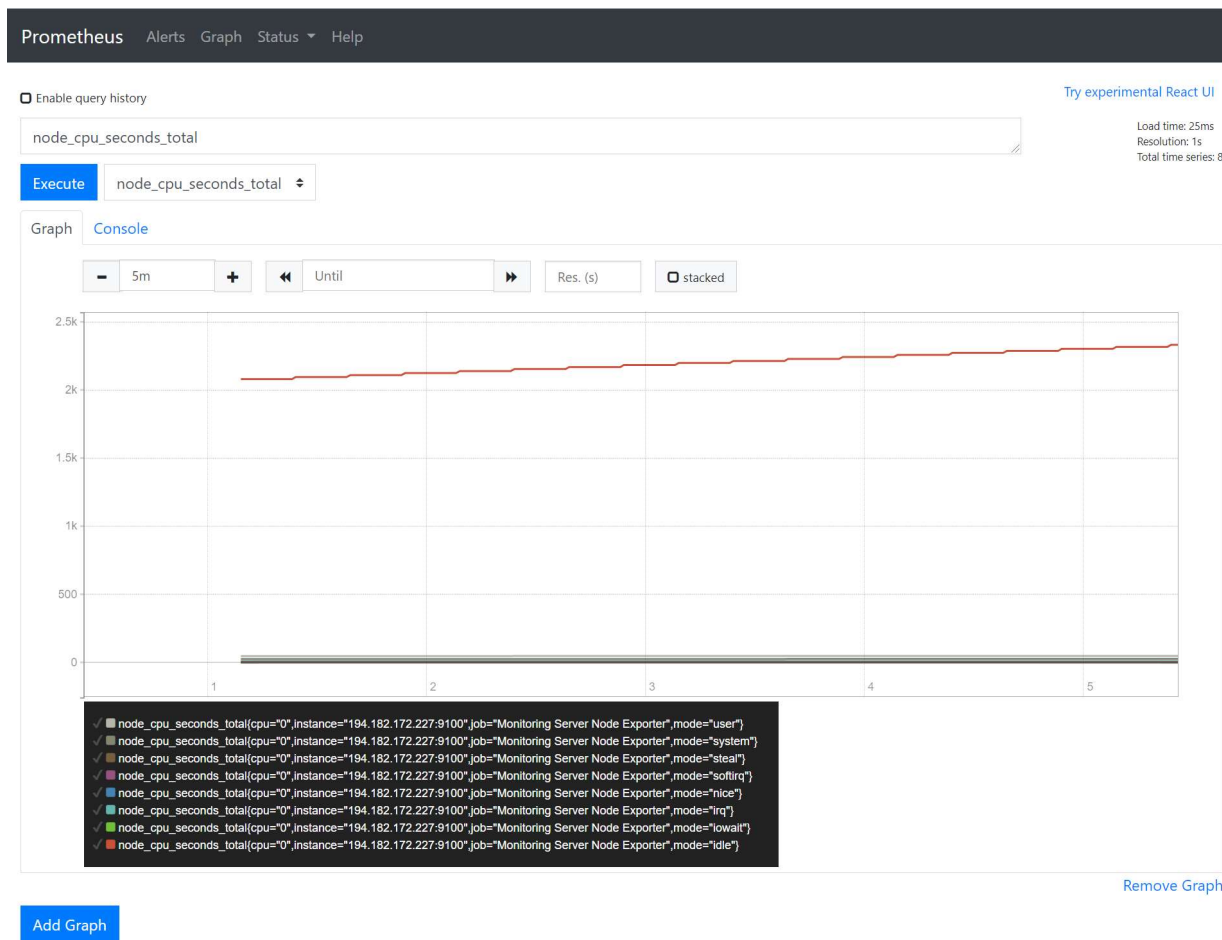 Prometheus Alerts Graph Status Help
Enable query history
Try experimental React UI
node_cpu_seconds_total
Load time: 25ms
Resolution: 1s
Total time series: 8
Execute node_cpu_seconds_total
Graph Console
5m Until Res. (s) stacked
2.5k
2k
1.5k
1k
500
0
1 2 3 4 5
node_cpu_seconds_total{cpu="0",instance="194.182.172.227:9100",job="Monitoring Server Node Exporter",mode="user"}
node_cpu_seconds_total{cpu="0",instance="194.182.172.227:9100",job="Monitoring Server Node Exporter",mode="system"}
node_cpu_seconds_total{cpu="0",instance="194.182.172.227:9100",job="Monitoring Server Node Exporter",mode="steal"}
node_cpu_seconds_total{cpu="0",instance="194.182.172.227:9100",job="Monitoring Server Node Exporter",mode="softirq"}
node_cpu_seconds_total{cpu="0",instance="194.182.172.227:9100",job="Monitoring Server Node Exporter",mode="nice"}
node_cpu_seconds_total{cpu="0",instance="194.182.172.227:9100",job="Monitoring Server Node Exporter",mode="irq"}
node_cpu_seconds_total{cpu="0",instance="194.182.172.227:9100",job="Monitoring Server Node Exporter",mode="iowait"}
node_cpu_seconds_total{cpu="0",instance="194.182.172.227:9100",job="Monitoring Server Node Exporter",mode="idle"}
Remove Graph
Add Graph